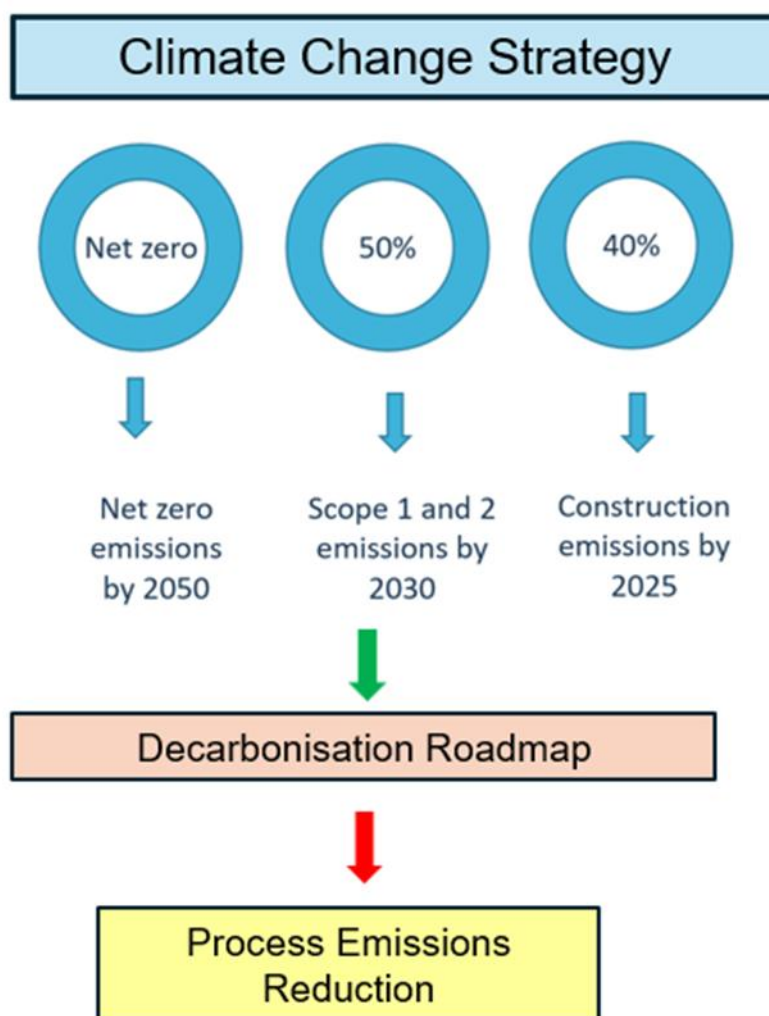 Climate Change Strategy
Net zero
50%
40%
Net zero
emissions
by 2050
Scope 1 and 2
emissions by
2030
Construction
emissions by
2025
Decarbonisation Roadmap
Process Emissions
Reduction